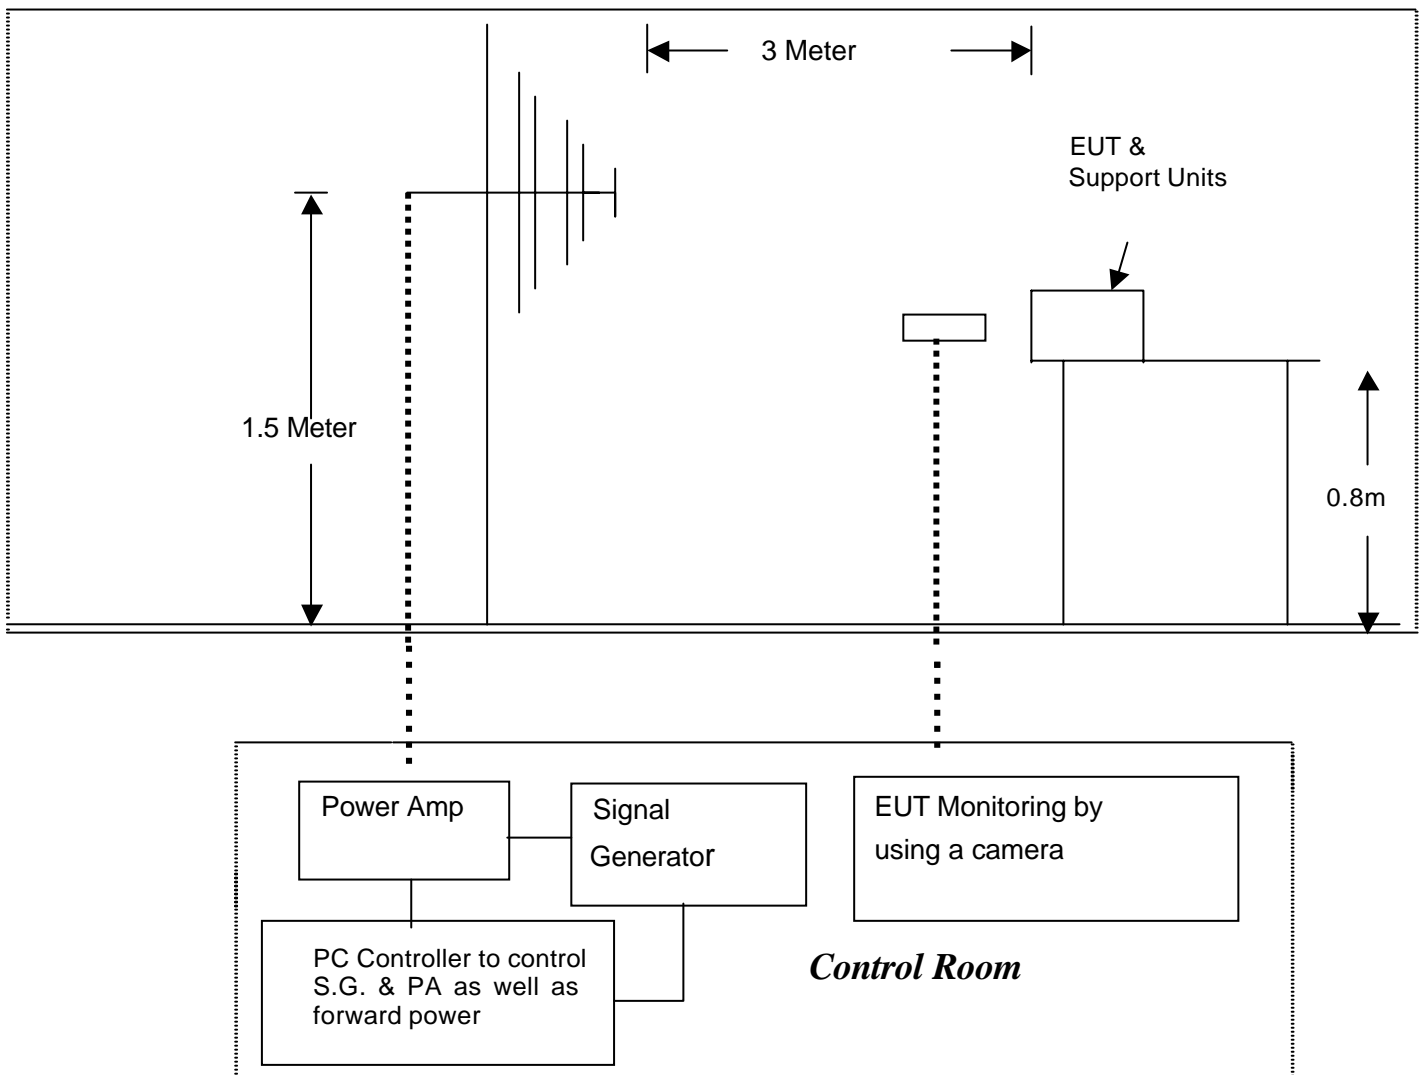 3 Meter
EUT &
Support Units
1.5 Meter
0.8m
Power Amp
Signal
Generator
EUT Monitoring by
using a camera
PC Controller to control
S.G. & PA as well as
forward power
Control Room